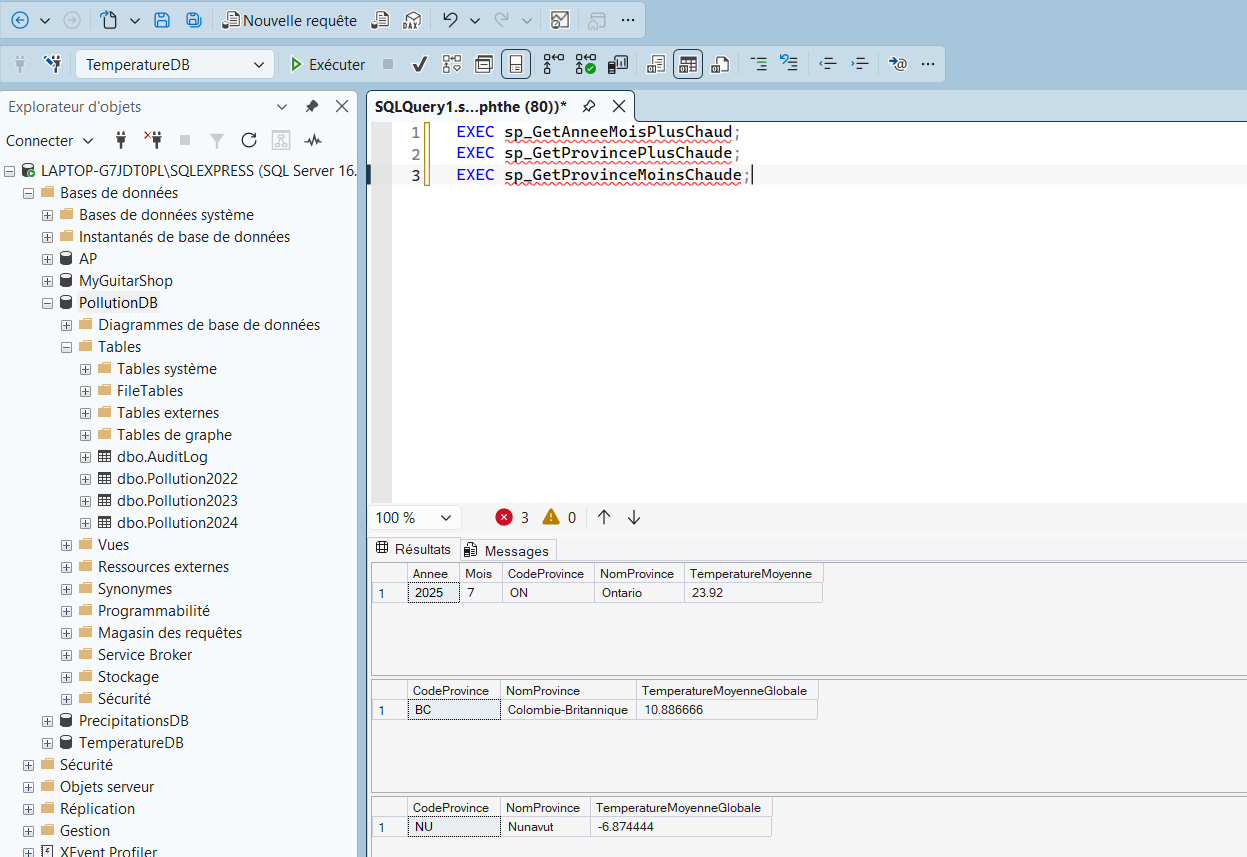 Nouvelle requête
DAX
TemperatureDB
Exécuter
Explorateur d'objets
Connecter
LAPTOP-G7JDT0PL\SQLEXPRESS (SQL Server 16.
Bases de données
Bases de données système
Instantanés de base de données
AP
MyGuitarShop
PollutionDB
Diagrammes de base de données
Tables
Tables système
FileTables
Tables externes
Tables de graphe
dbo.AuditLog
dbo.Pollution2022
dbo.Pollution2023
dbo.Pollution2024
Vues
Ressources externes
Synonymes
Programmabilité
Magasin des requêtes
Service Broker
Stockage
Sécurité
PrecipitationsDB
TemperatureDB
Sécurité
Objets serveur
Réplication
Gestion
XEvent Profiler
SQLQuery1.s...phthe (80))*
1 EXEC sp_GetAnneeMoisPlusChaud;
2 EXEC sp_GetProvincePlusChaude;
3 EXEC sp_GetProvinceMoinsChaude;
100 % 3 0
Résultats Messages
Annee Mois CodeProvince NomProvince TemperatureMoyenne
1 2025 7 ON Ontario 23.92
CodeProvince NomProvince TemperatureMoyenneGlobale
1 BC Colombie-Britannique 10.886666
CodeProvince NomProvince TemperatureMoyenneGlobale
1 NU Nunavut -6.874444